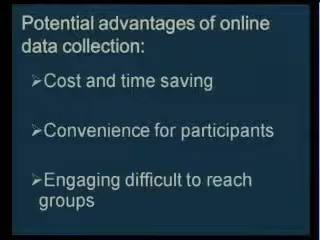 Potential advantages of online
data collection:
➢Cost and time saving
➢Convenience for participants
➢Engaging difficult to reach
groups